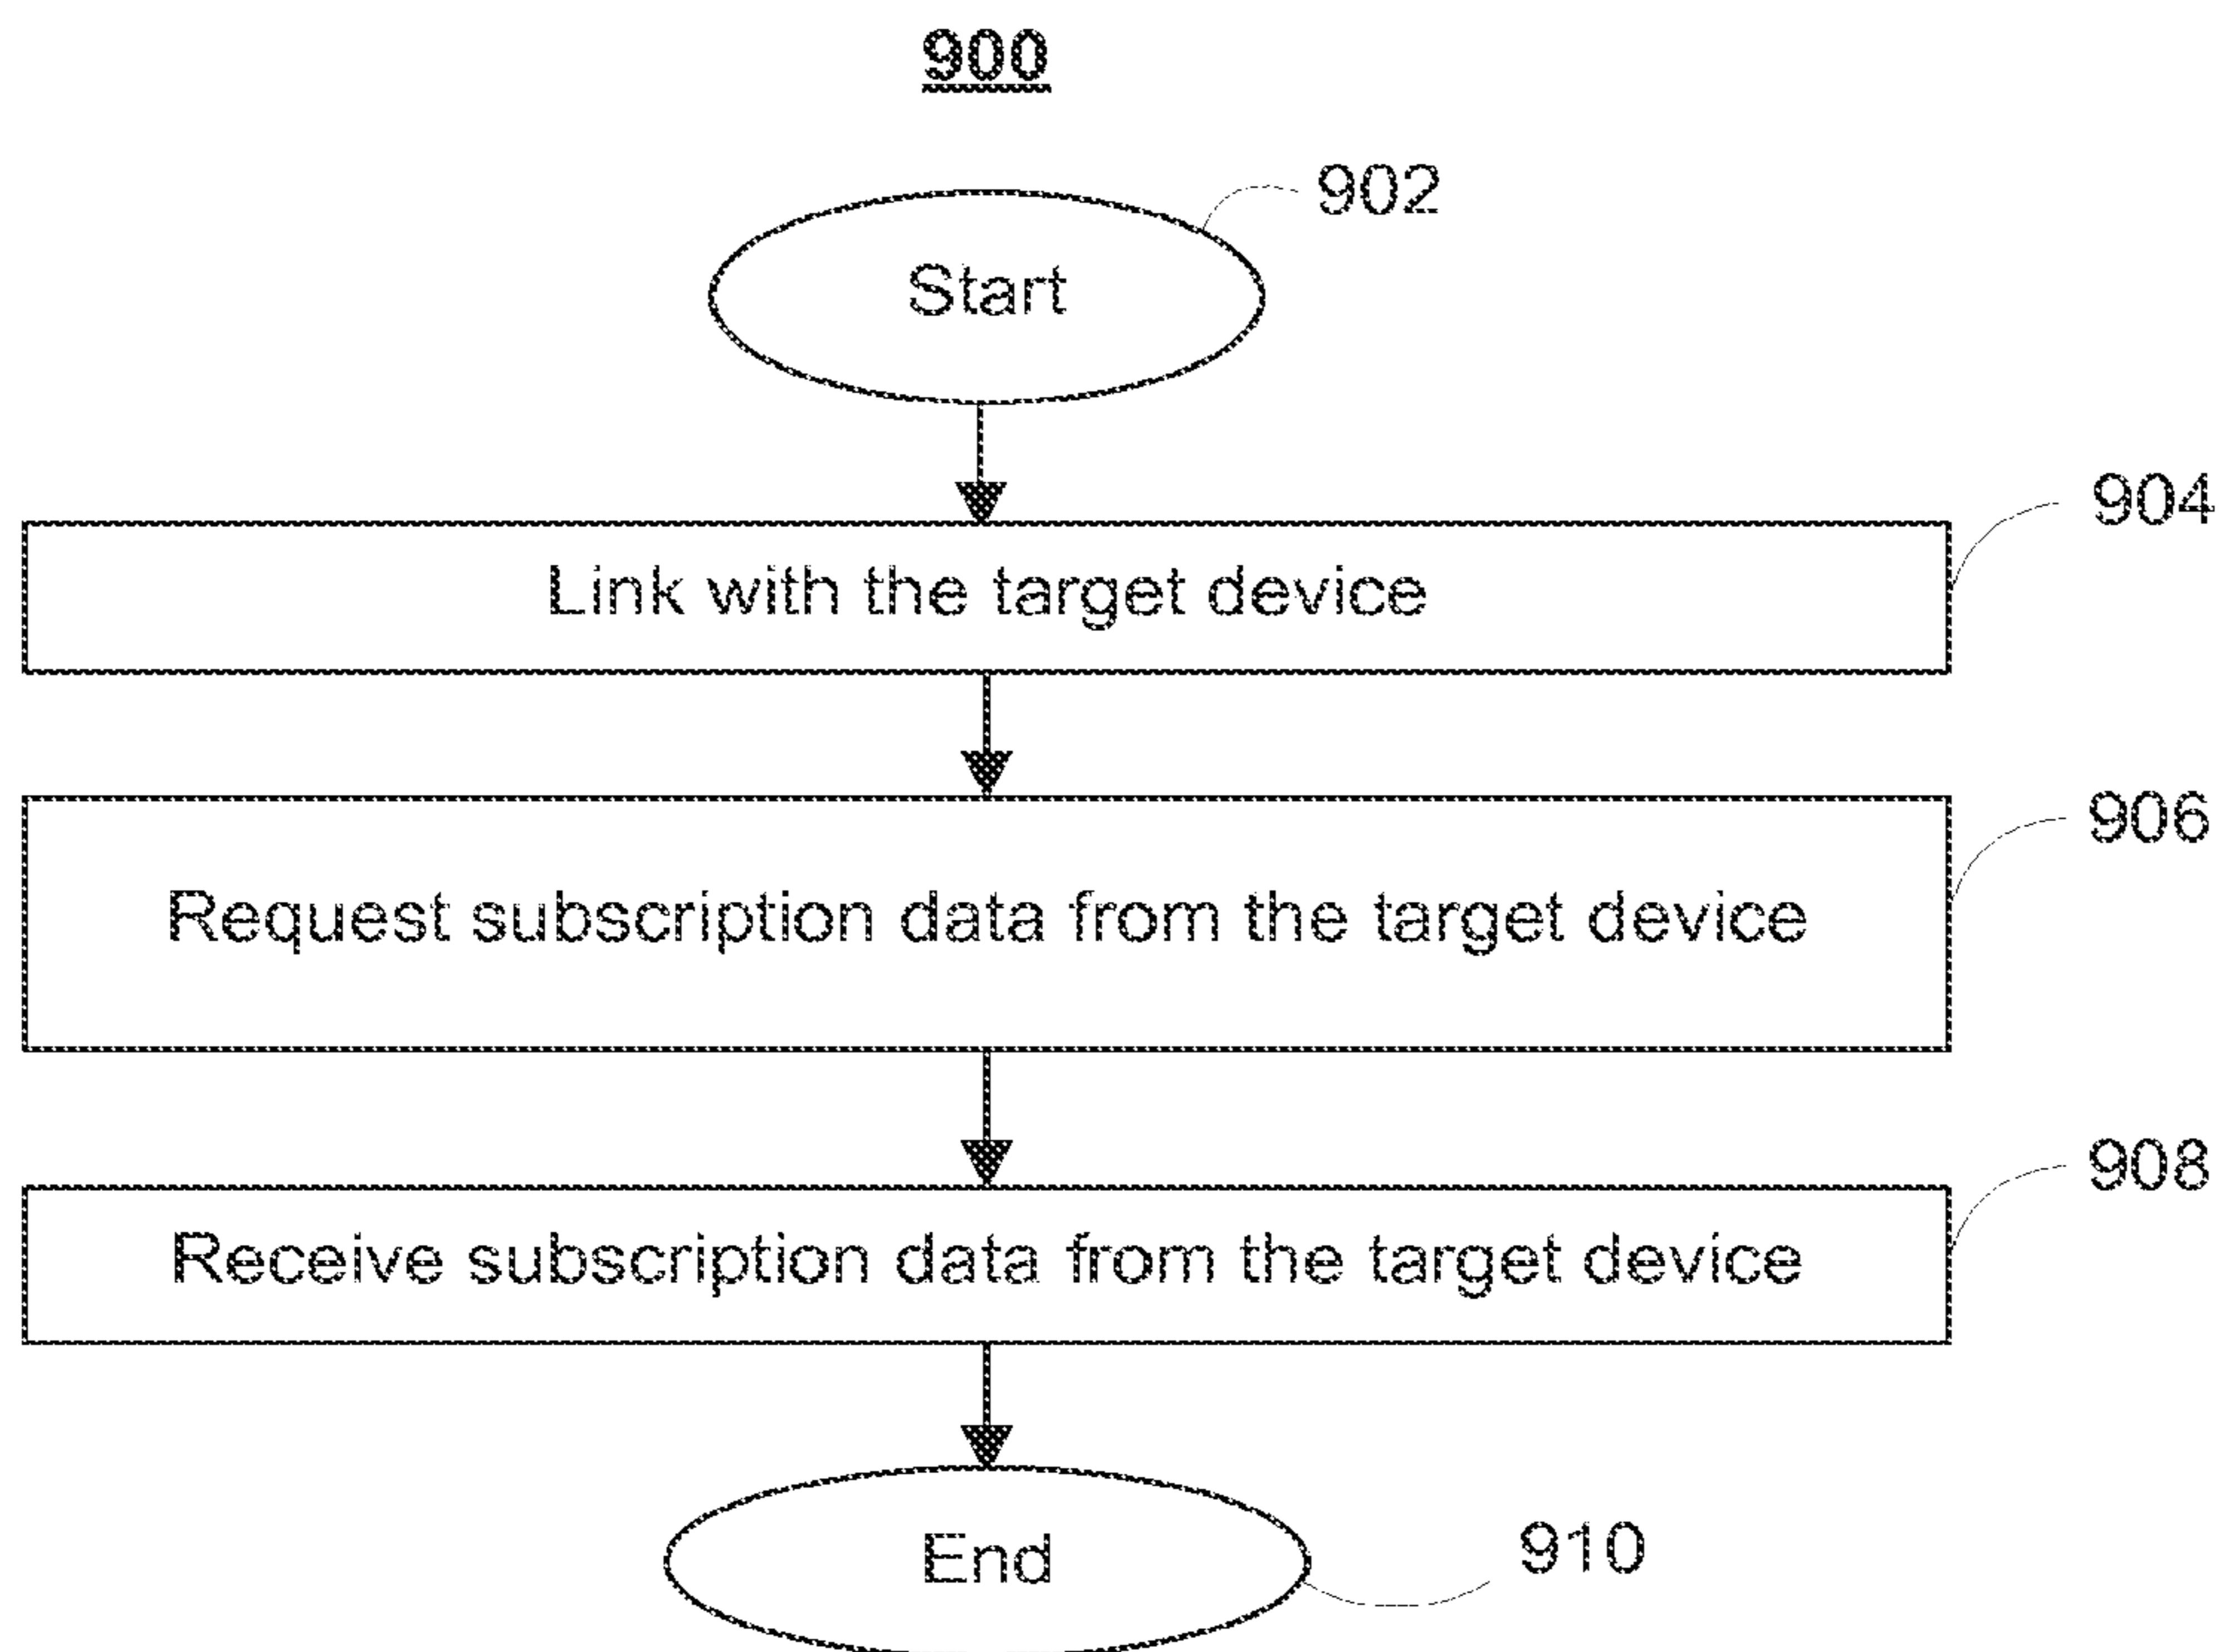 900
902
Start
904
Link with the target device
906
Request subscription data from the target device
908
Receive subscription data from the target device
End
910